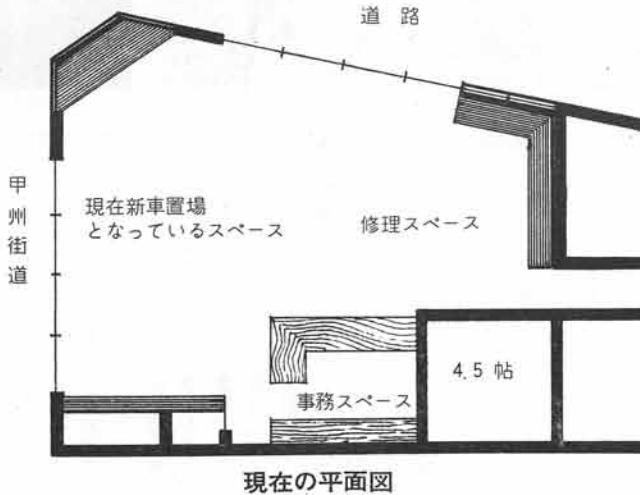 道路
甲州街道
現在新車置場
となっているスペース
修理スペース
4.5 帖
事務スペース
現在の平面図